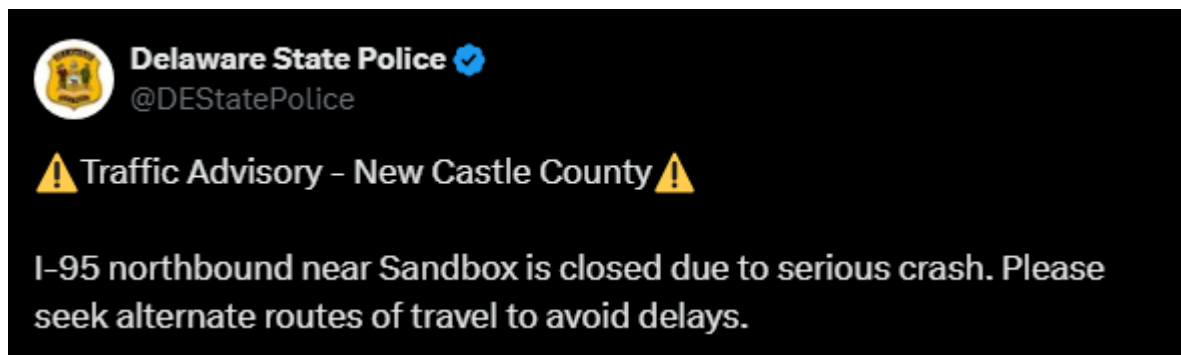 Delaware State Police
@DEStatePolice
⚠️Traffic Advisory - New Castle County⚠️
I-95 northbound near Sandbox is closed due to serious crash. Please
seek alternate routes of travel to avoid delays.